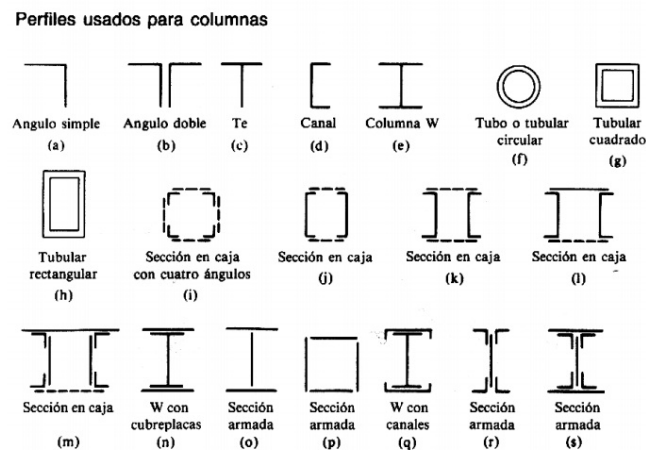 Perfiles usados para columnas
Angulo simple
(a)
Angulo doble
(b)
Te
(c)
Canal
(d)
Columna W
(e)
Tubo o tubular
circular
(f)
Tubular
cuadrado
(g)
Tubular
rectangular
(h)
Sección en caja
con cuatro ángulos
(i)
Sección en caja
(j)
Sección en caja
(k)
Sección en caja
(l)
Sección en caja
(m)
W con
cubreplacas
(n)
Sección
armada
(o)
Sección
armada
(p)
W con
canales
(q)
Sección
armada
(r)
Sección
armada
(s)